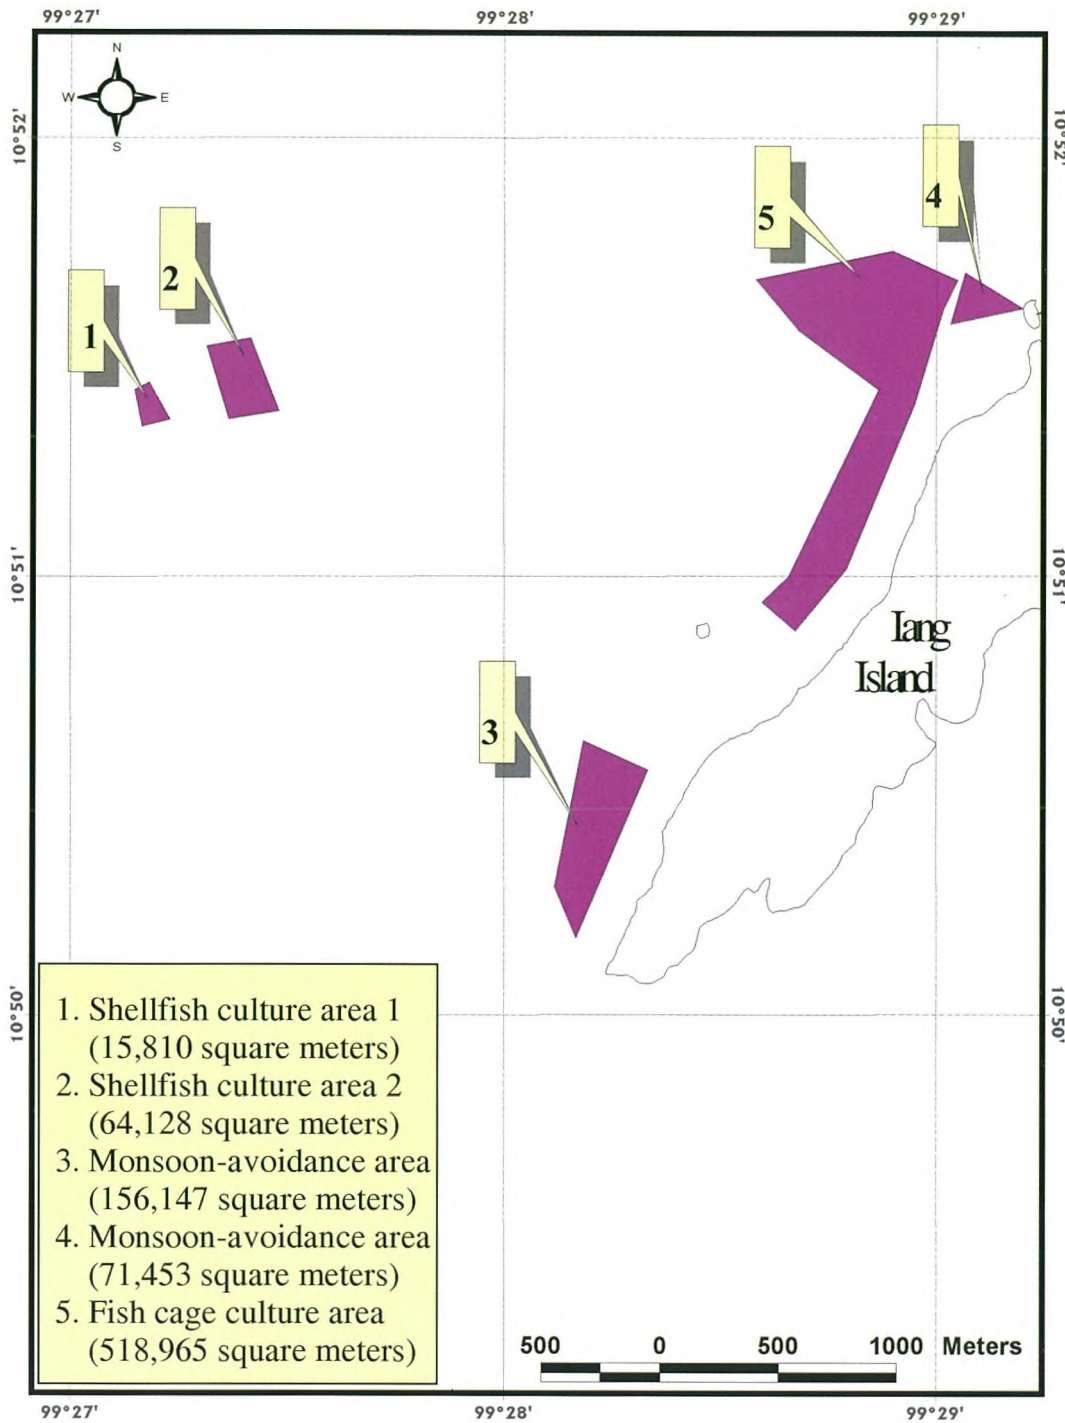 99°27' 99°28' 99°29'
N
W E
S
10°52' 10°52'
4
5
2
1
10°51' 10°51'
Iang
Island
3
10°50' 10°50'
1. Shellfish culture area 1
(15,810 square meters)
2. Shellfish culture area 2
(64,128 square meters)
3. Monsoon-avoidance area
(156,147 square meters)
4. Monsoon-avoidance area
(71,453 square meters)
5. Fish cage culture area
(518,965 square meters)
500 0 500 1000 Meters
99°27' 99°28' 99°29'